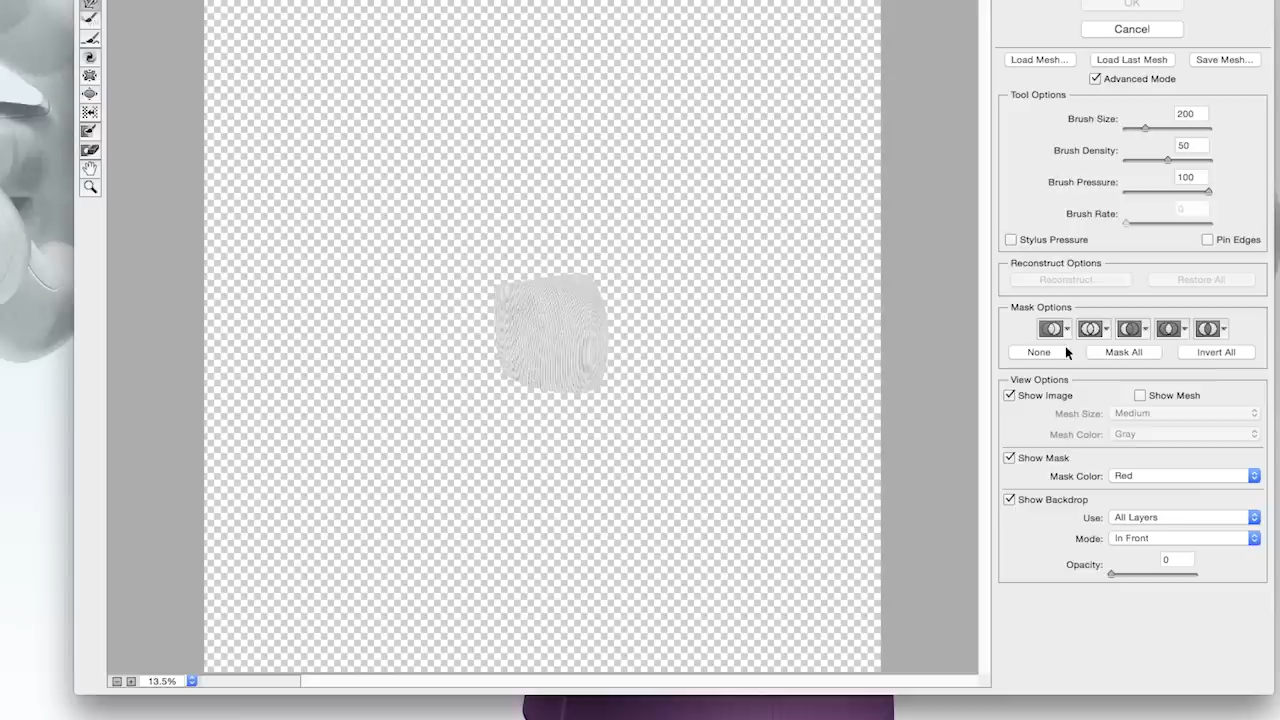 OK
Cancel
Load Mesh... Load Last Mesh Save Mesh...
Advanced Mode
Tool Options
Brush Size: 200
Brush Density: 50
Brush Pressure: 100
Brush Rate: 0
Stylus Pressure Pin Edges
Reconstruct Options
Reconstruct... Restore All
Mask Options
None Mask All Invert All
View Options
Show Image Show Mesh
Mesh Size: Medium
Mesh Color: Gray
Show Mask
Mask Color: Red
Show Backdrop
Use: All Layers
Mode: In Front
Opacity: 0
13.5%